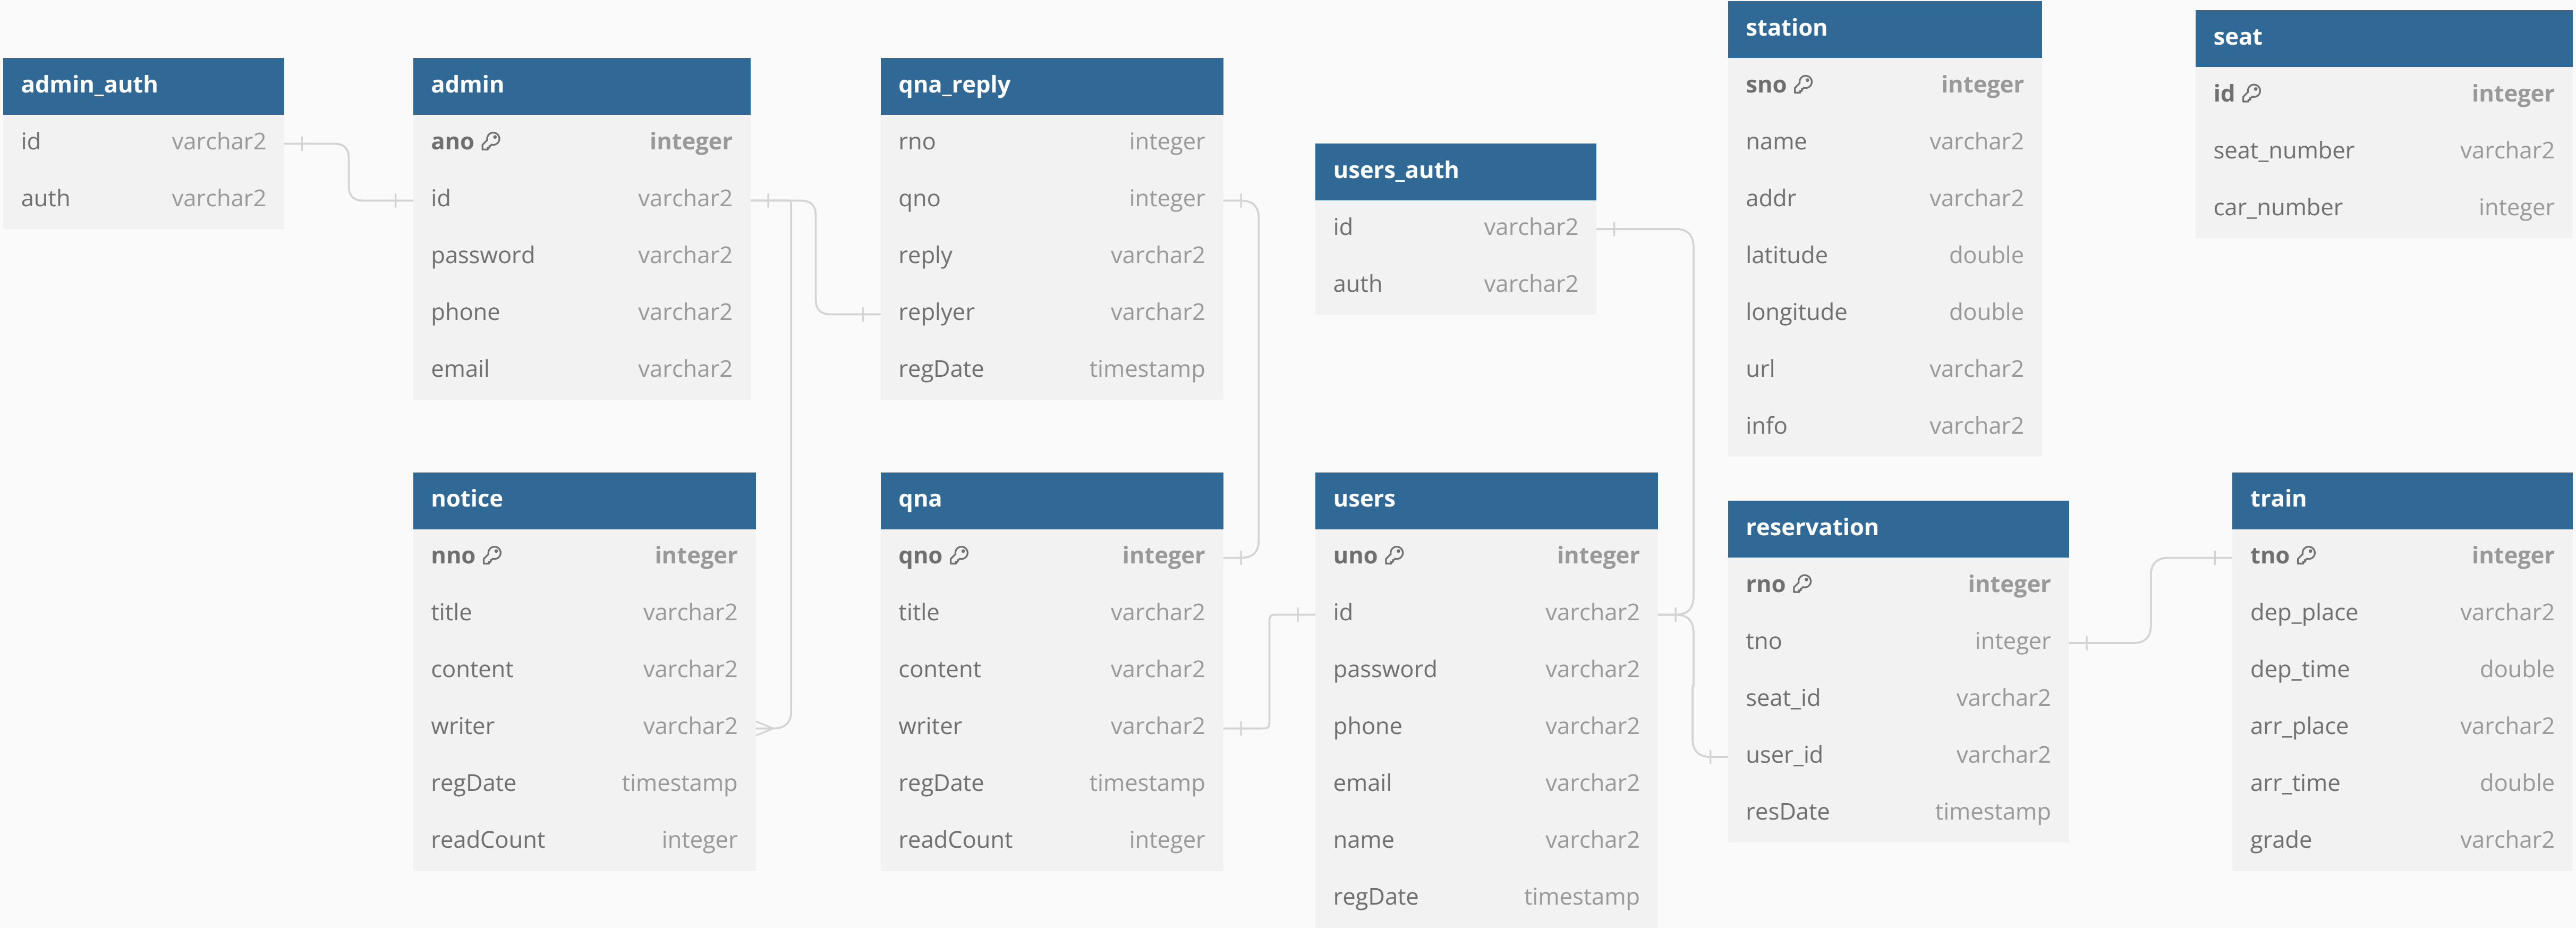 admin_auth
id varchar2
auth varchar2
admin
ano integer
id varchar2
password varchar2
phone varchar2
email varchar2
qna_reply
rno integer
qno integer
reply varchar2
replyer varchar2
regDate timestamp
users_auth
id varchar2
auth varchar2
station
sno integer
name varchar2
addr varchar2
latitude double
longitude double
url varchar2
info varchar2
seat
id integer
seat_number varchar2
car_number integer
notice
nno integer
title varchar2
content varchar2
writer varchar2
regDate timestamp
readCount integer
qna
qno integer
title varchar2
content varchar2
writer varchar2
regDate timestamp
readCount integer
users
uno integer
id varchar2
password varchar2
phone varchar2
email varchar2
name varchar2
regDate timestamp
reservation
rno integer
tno integer
seat_id varchar2
user_id varchar2
resDate timestamp
train
tno integer
dep_place varchar2
dep_time double
arr_place varchar2
arr_time double
grade varchar2